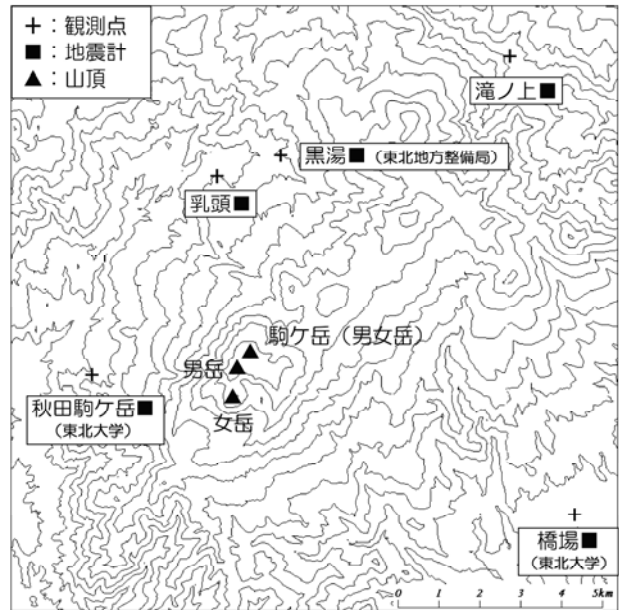 +：観測点
■：地震計
▲：山頂
滝ノ上■
黒湯■（東北地方整備局）
乳頭■
駒ケ岳（男女岳）
男岳
女岳
秋田駒ケ岳■
（東北大学）
橋場■
（東北大学）
0 1 2 3 4 5km